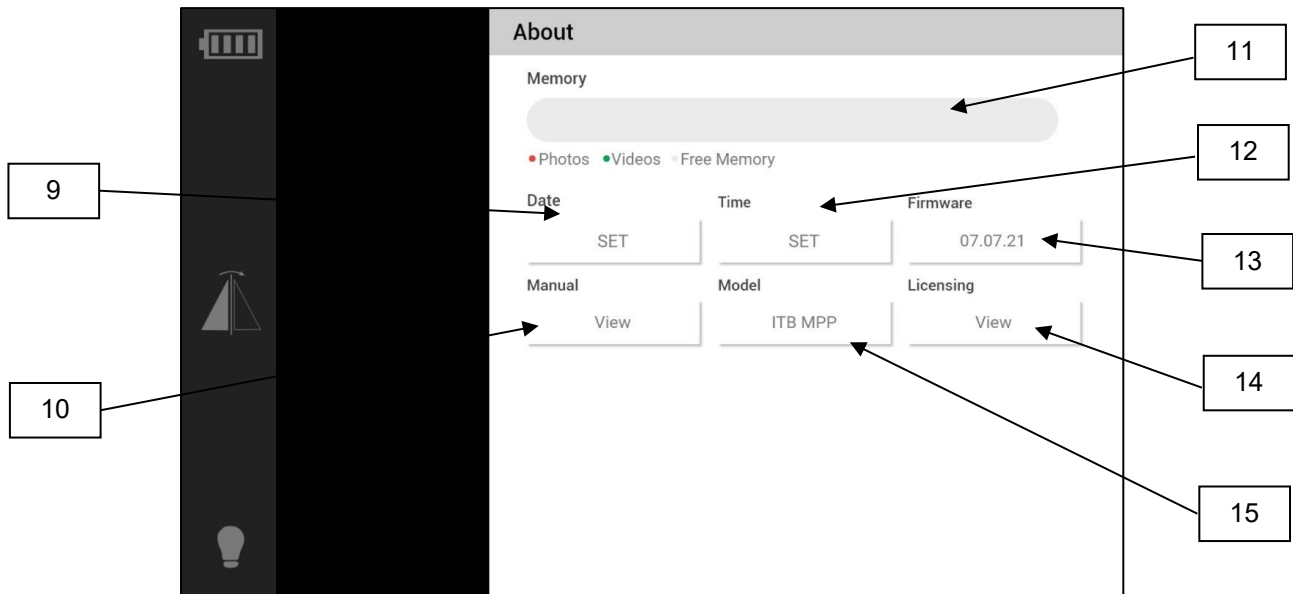 About
Memory
11
•Photos •Videos •Free Memory
12
9
Date Time Firmware
SET SET 07.07.21
13
Manual Model Licensing
View ITB MPP View
14
10
15